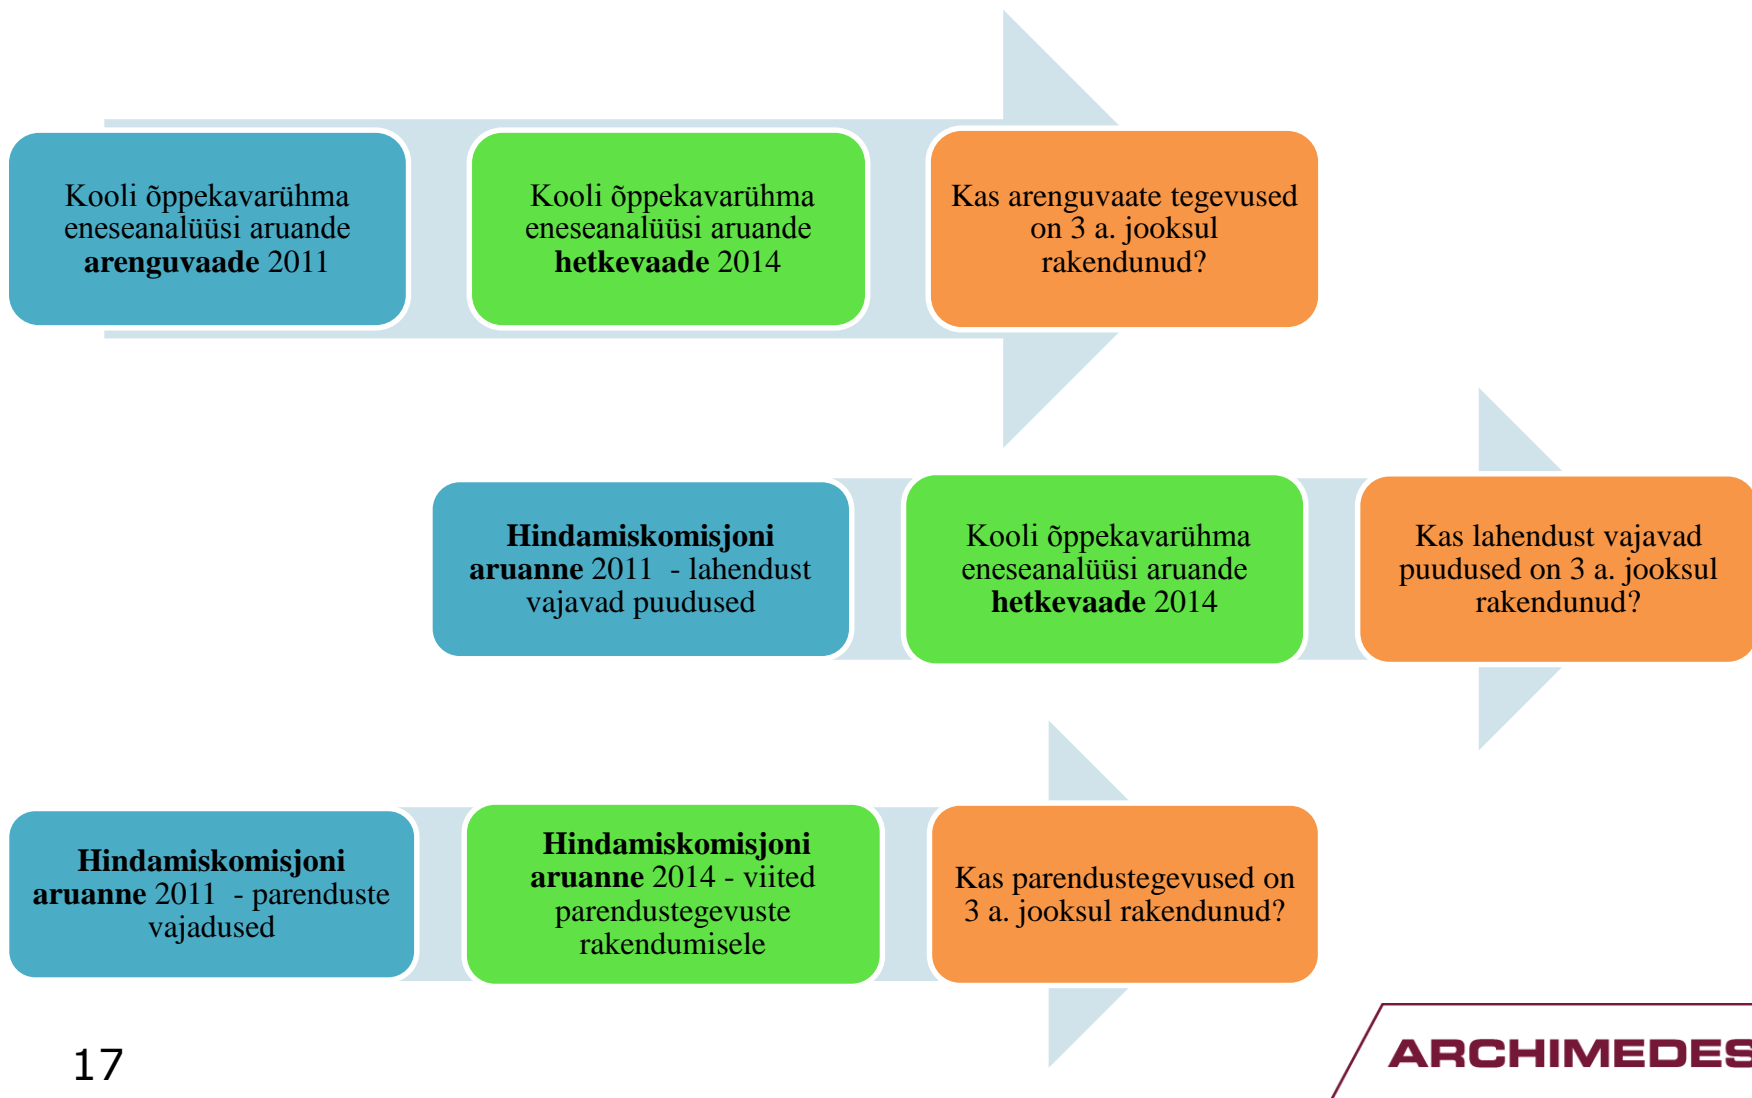 Kooli õppekavarühma
eneseanalüüsi aruande
arenguvaade 2011
Kooli õppekavarühma
eneseanalüüsi aruande
hetkevaade 2014
Kas arenguvaate tegevused
on 3 a. jooksul
rakendunud?
Hindamiskomisjoni
aruanne 2011 - lahendust
vajavad puudused
Kooli õppekavarühma
eneseanalüüsi aruande
hetkevaade 2014
Kas lahendust vajavad
puudused on 3 a. jooksul
rakendunud?
Hindamiskomisjoni
aruanne 2011 - parenduste
vajadused
Hindamiskomisjoni
aruanne 2014 - viited
parendustegevuste
rakendumisele
Kas parendustegevused on
3 a. jooksul rakendunud?
17
ARCHIMEDES